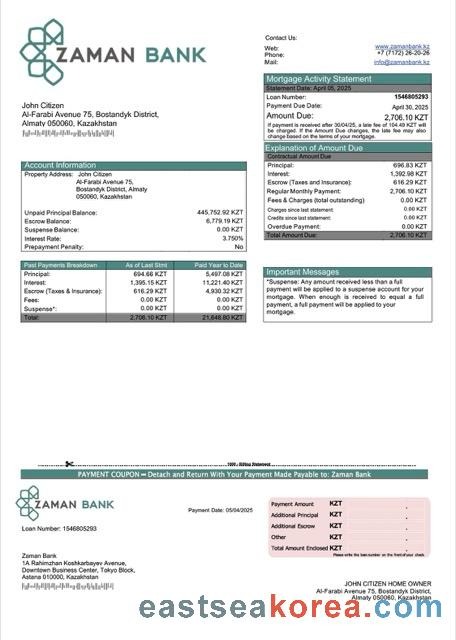 ZAMAN BANK
Contact Us:
Web: www.zamanbank.kz
Phone: +7 (7172) 26-20-26
Mail: info@zamanbank.kz
Mortgage Activity Statement
Statement Date: April 05, 2025
Loan Number: 1546805293
Payment Due Date: April 30, 2025
Amount Due: 2,706.10 KZT
If payment is received after 30/04/25, a late fee of 104.49 KZT will
be charged. If the Amount Due changes, the late fee may also
change based on the terms of your mortgage.
John Citizen
Al-Farabi Avenue 75, Bostandyk District,
Almaty 050060, Kazakhstan
Explanation of Amount Due
Contractual Amount Due
Principal: 696.83 KZT
Interest: 1,392.98 KZT
Escrow (Taxes and Insurance): 616.29 KZT
Regular Monthly Payment: 2,706.10 KZT
Fees & Charges (total outstanding) 0.00 KZT
Charges since last statement: 0.00 KZT
Credits since last statement: 0.00 KZT
Overdue Payment: 0.00 KZT
Total Amount Due: 2,706.10 KZT
Account Information
Property Address: John Citizen
Al-Farabi Avenue 75,
Bostandyk District, Almaty
050060, Kazakhstan
Unpaid Principal Balance: 445,752.92 KZT
Escrow Balance: 6,779.19 KZT
Suspense Balance: 0.00 KZT
Interest Rate: 3.750%
Prepayment Penalty: No
Past Payments Breakdown As of Last Stmt Paid Year to Date
Principal: 694.66 KZT 5,497.08 KZT
Interest: 1,395.15 KZT 11,221.40 KZT
Escrow (Taxes & Insurance): 616.29 KZT 4,930.32 KZT
Fees: 0.00 KZT 0.00 KZT
Suspense*: 0.00 KZT 0.00 KZT
Total: 2,706.10 KZT 21,648.80 KZT
Important Messages
*Suspense: Any amount received less than a full
payment will be applied to a suspense account for your
mortgage. When enough is received to equal a full
payment, a full payment will be applied to your
mortgage.
PAYMENT COUPON – Detach and Return With Your Payment Made Payable to: Zaman Bank
ZAMAN BANK
Payment Date: 05/04/2025
Loan Number: 1546805293
Payment Amount KZT .
Additional Principal KZT .
Additional Escrow KZT .
Other KZT .
Total Amount Enclosed KZT .
Please write the loan number on the front of your check.
Zaman Bank
1A Rahimzhan Koshkarbayev Avenue,
Downtown Business Center, Tokyo Block,
Astana 010000, Kazakhstan
JOHN CITIZEN HOME OWNER
Al-Farabi Avenue 75, Bostandyk District,
Almaty 050060, Kazakhstan
eastseakorea.com